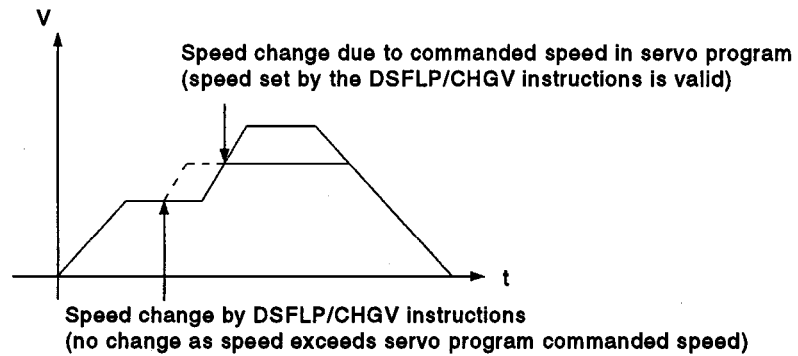 V
Speed change due to commanded speed in servo program
(speed set by the DSFLP/CHGV instructions is valid)
t
Speed change by DSFLP/CHGV instructions
(no change as speed exceeds servo program commanded speed)